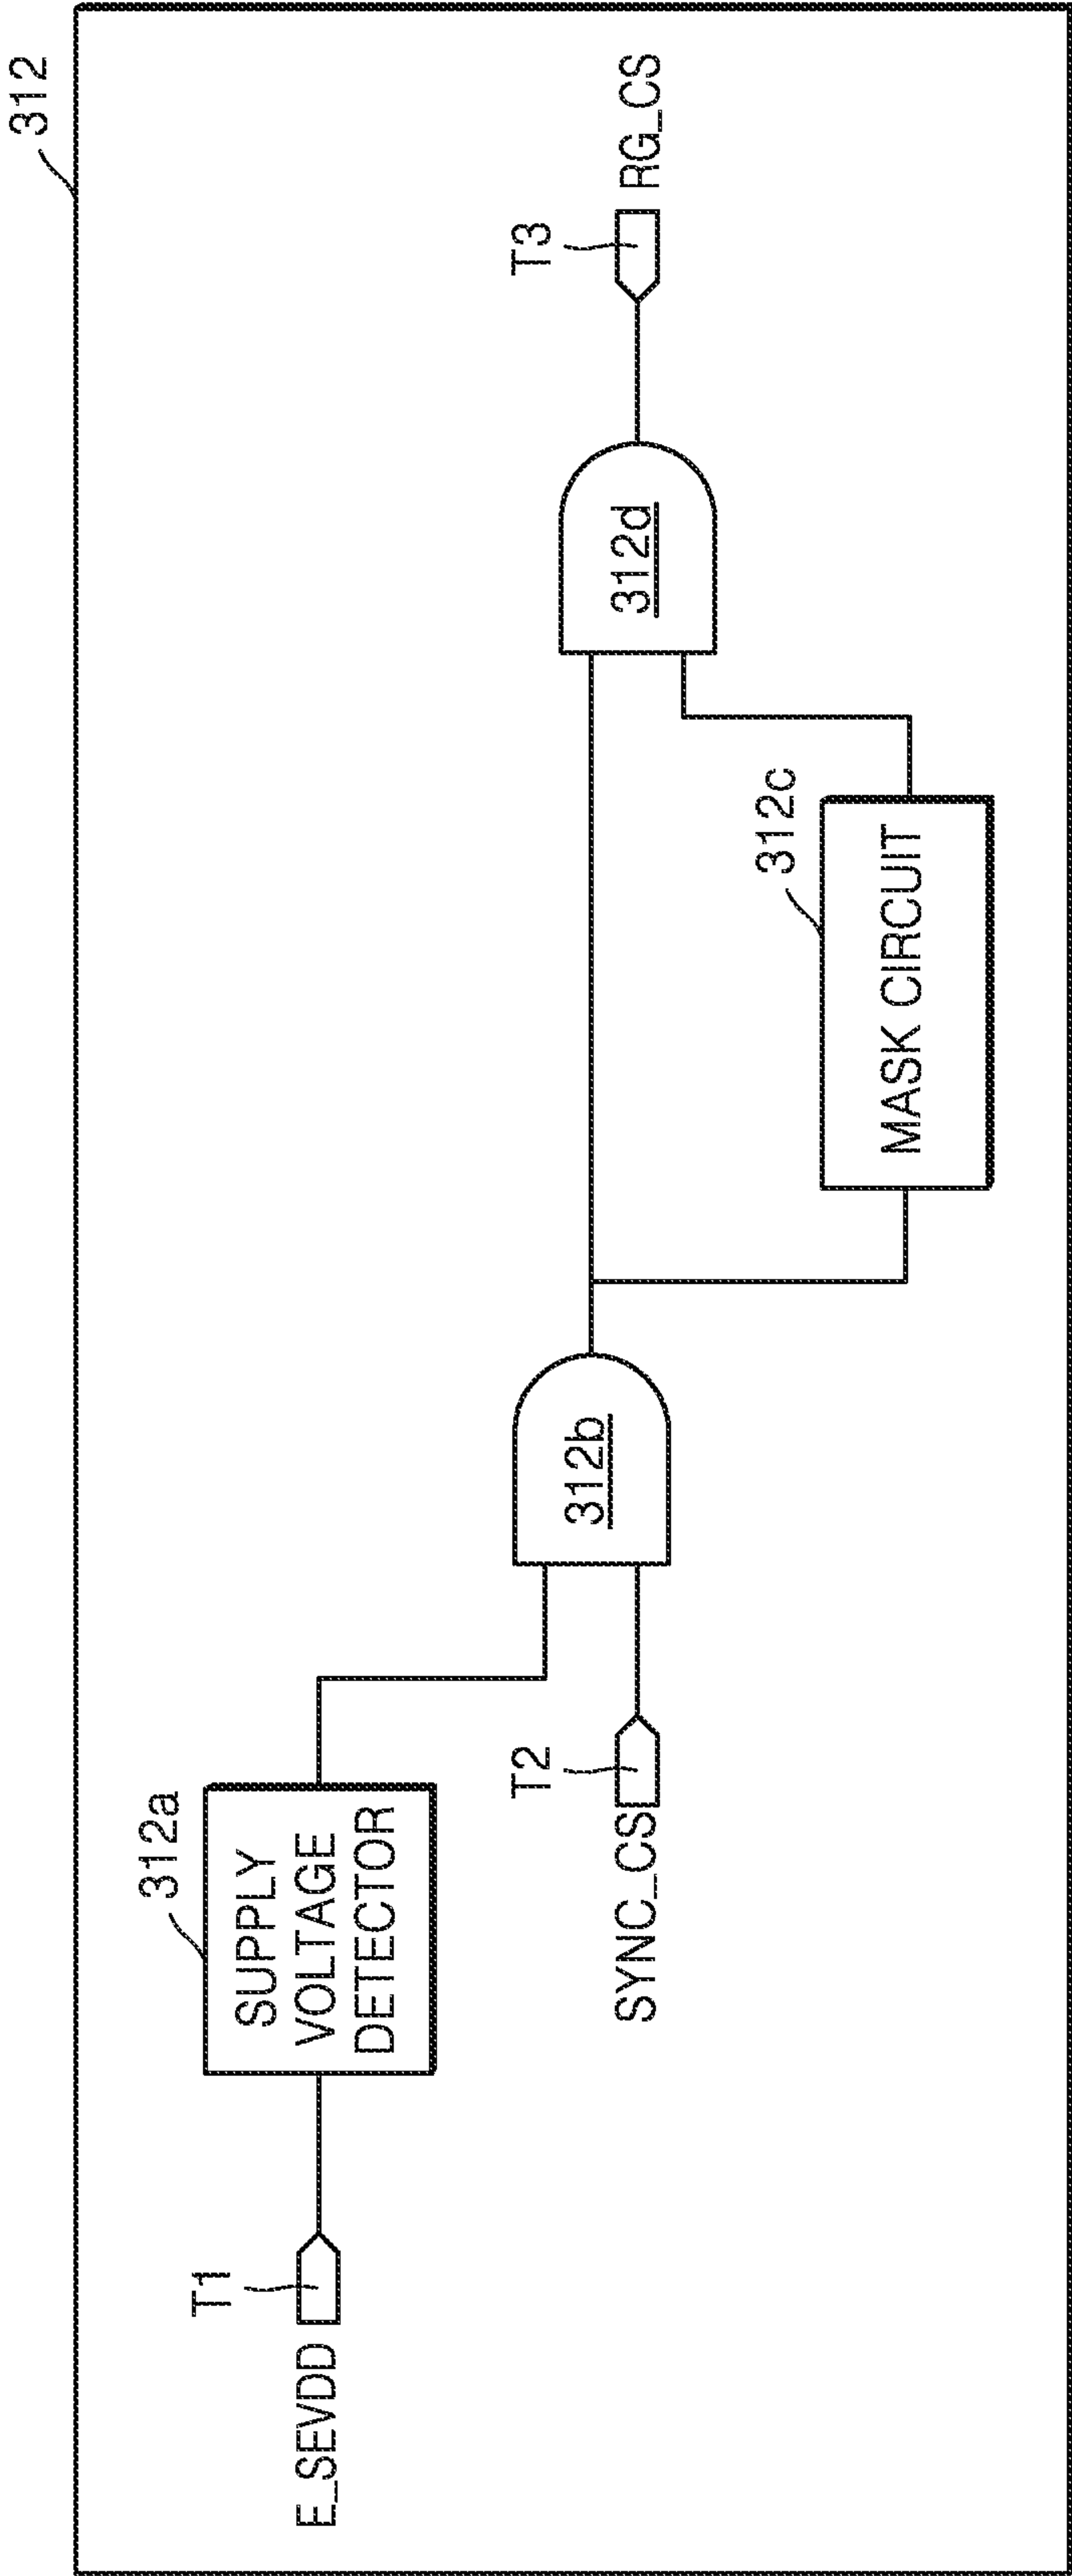 312
312a
T1
E_SEVDD
SUPPLY
VOLTAGE
DETECTOR
T2
SYNC_CS
312b
312d
T3
RG_CS
312c
MASK CIRCUIT